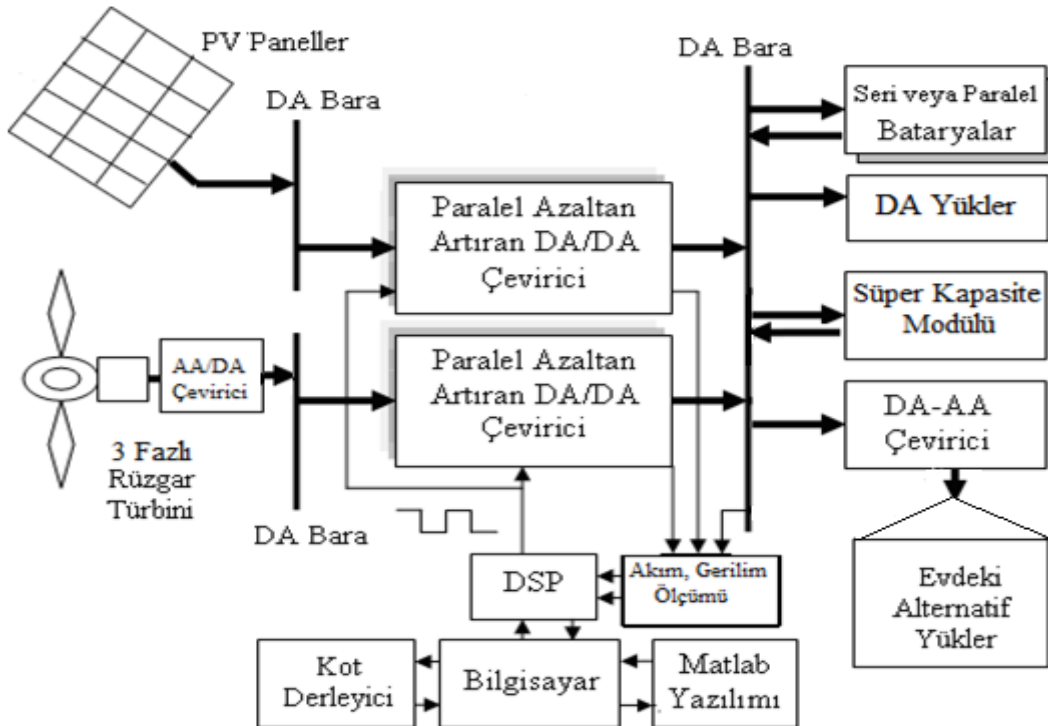 PV Paneller
DA Bara
DA Bara
Seri veya Paralel
Bataryalar
Paralel Azaltan
Artıran DA/DA
Çevirici
DA Yükler
Süper Kapasite
Modülü
AA/DA
Çevirici
Paralel Azaltan
Artıran DA/DA
Çevirici
DA-AA
Çevirici
3 Fazlı
Rüzgar
Türbini
DA Bara
DSP
Akım, Gerilim
Ölçümü
Evdeki
Alternatif
Yükler
Kot
Derleyici
Bilgisayar
Matlab
Yazılımı